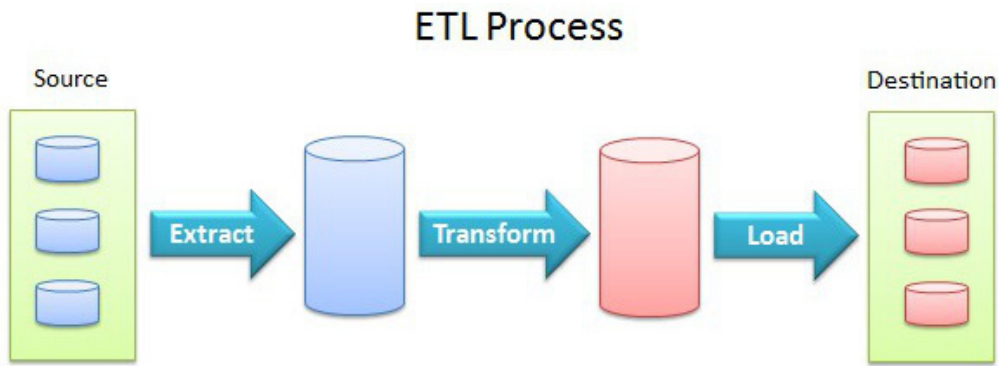 ETL Process
Source
Destination
Extract
Transform
Load